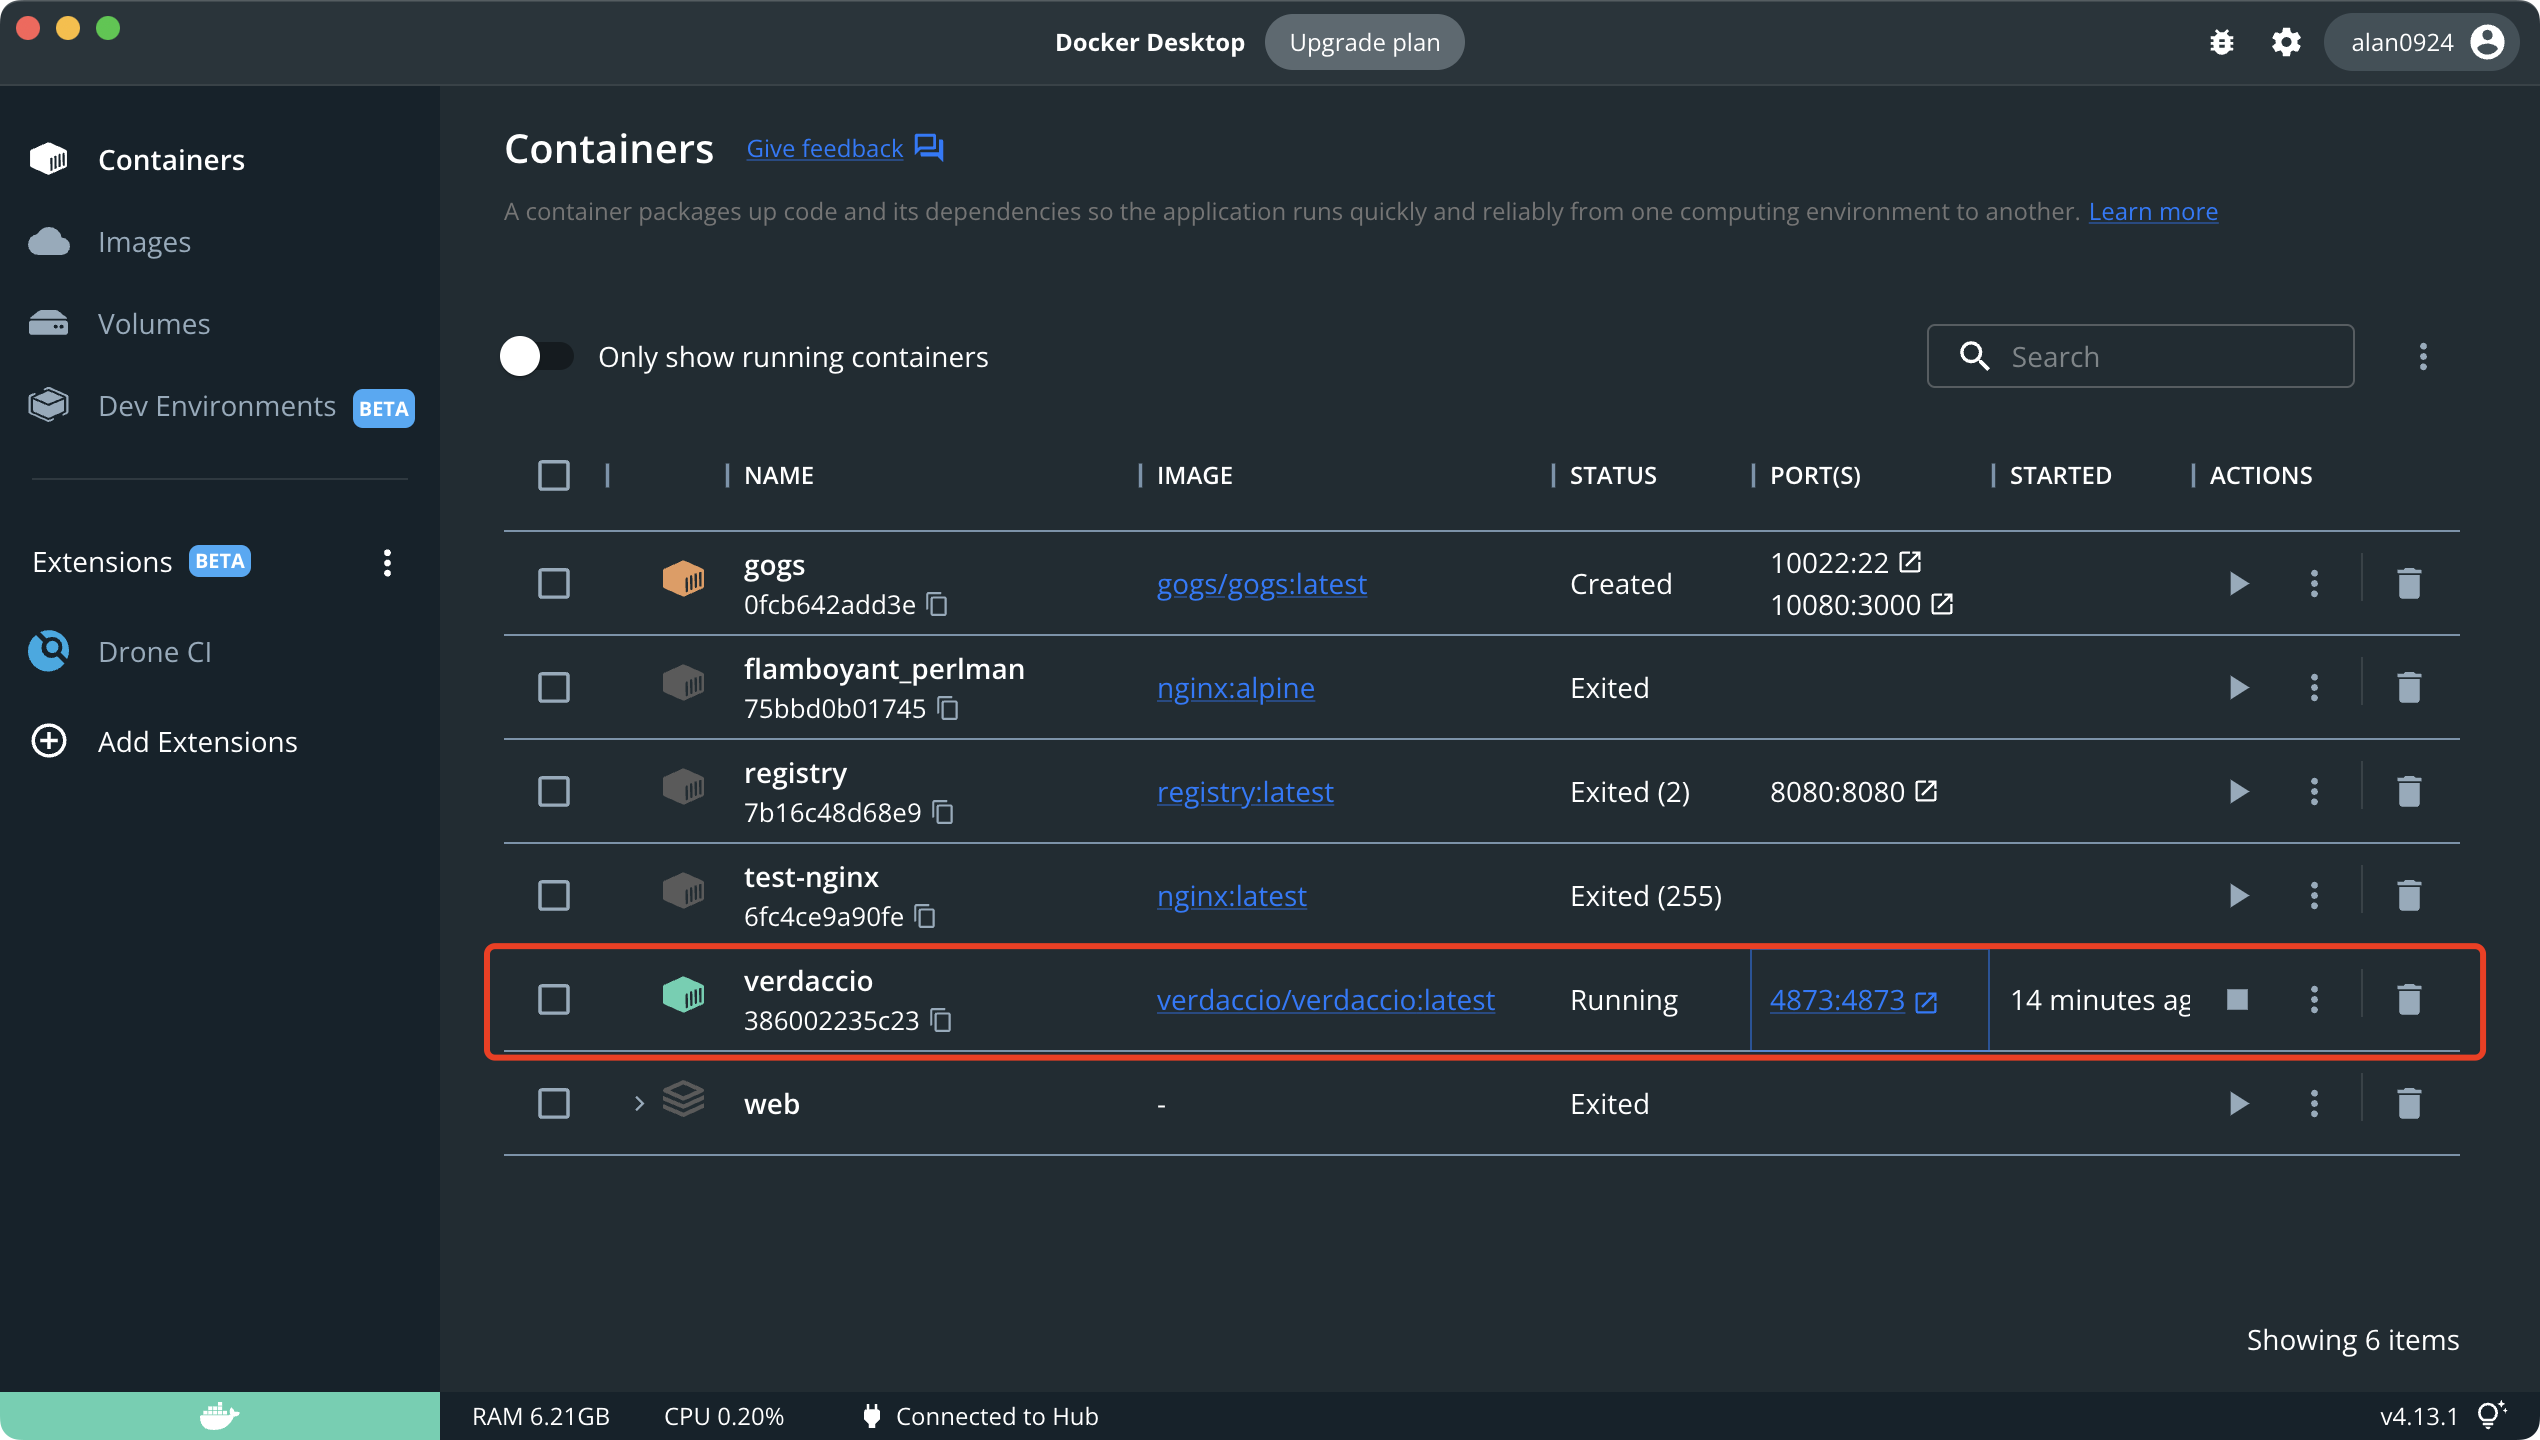 Docker Desktop Upgrade plan alan0924
Containers
Images
Volumes
Dev Environments BETA
Extensions BETA
Drone CI
Add Extensions
Containers Give feedback
A container packages up code and its dependencies so the application runs quickly and reliably from one computing environment to another. Learn more
Only show running containers Search
NAME IMAGE STATUS PORT(S) STARTED ACTIONS
gogs
0fcb642add3e gogs/gogs:latest Created 10022:22
10080:3000
flamboyant_perlman
75bbd0b01745 nginx:alpine Exited
registry
7b16c48d68e9 registry:latest Exited (2) 8080:8080
test-nginx
6fc4ce9a90fe nginx:latest Exited (255)
verdaccio
386002235c23 verdaccio/verdaccio:latest Running 4873:4873 14 minutes ag
web - Exited
Showing 6 items
RAM 6.21GB CPU 0.20% Connected to Hub v4.13.1